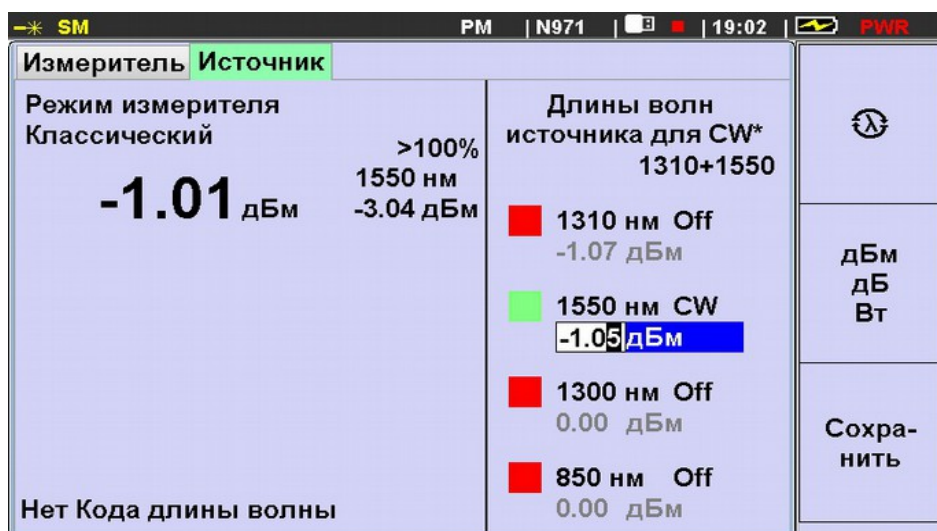 SM PM | N971 | | 19:02 | PWR
Измеритель Источник
Режим измерителя
Классический
>100%
1550 нм
-1.01 дБм -3.04 дБм
Нет Кода длины волны
Длины волн
источника для CW*
1310+1550
1310 нм Off
-1.07 дБм
1550 нм CW
-1.05 дБм
1300 нм Off
0.00 дБм
850 нм Off
0.00 дБм
λ
дБм
дБ
Вт
Сохра-
нить